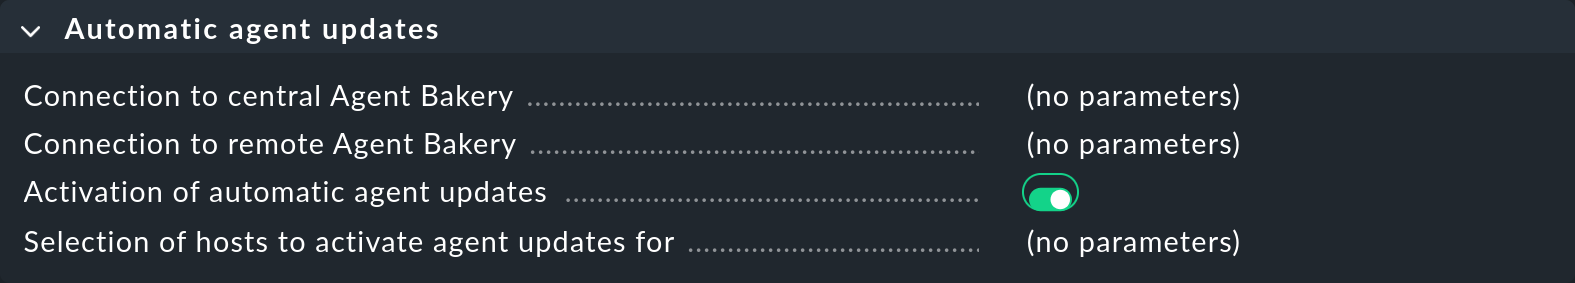 Automatic agent updates
Connection to central Agent Bakery (no parameters)
Connection to remote Agent Bakery (no parameters)
Activation of automatic agent updates
Selection of hosts to activate agent updates for (no parameters)